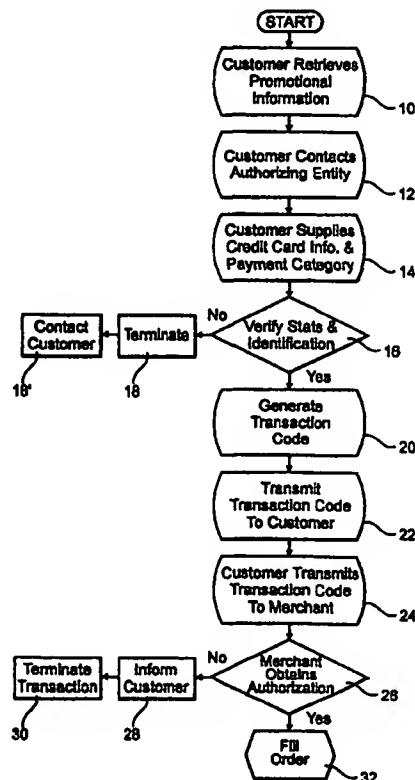 START
Customer Retrieves
Promotional
Information
10
Customer Contacts
Authorizing Entity
12
Customer Supplies
Credit Card Info. &
Payment Category
14
Contact
Customer
18'
Terminate
18
No
Verify Stats &
Identification
16
Yes
Generate
Transaction
Code
20
Transmit
Transaction Code
To Customer
22
Customer Transmits
Transaction Code
To Merchant
24
Terminate
Transaction
30
Inform
Customer
28
No
Merchant
Obtains
Authorization
26
Yes
Fill
Order
32